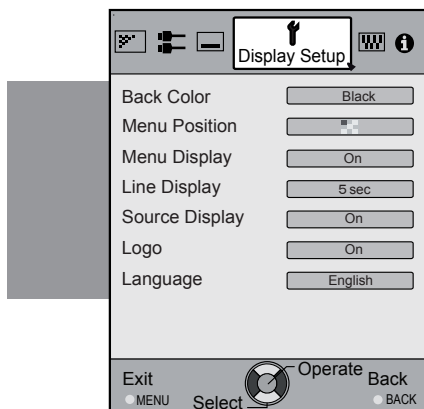 Display Setup
Back Color Black
Menu Position
Menu Display On
Line Display 5 sec
Source Display On
Logo On
Language English
Exit Operate Back
MENU Select BACK